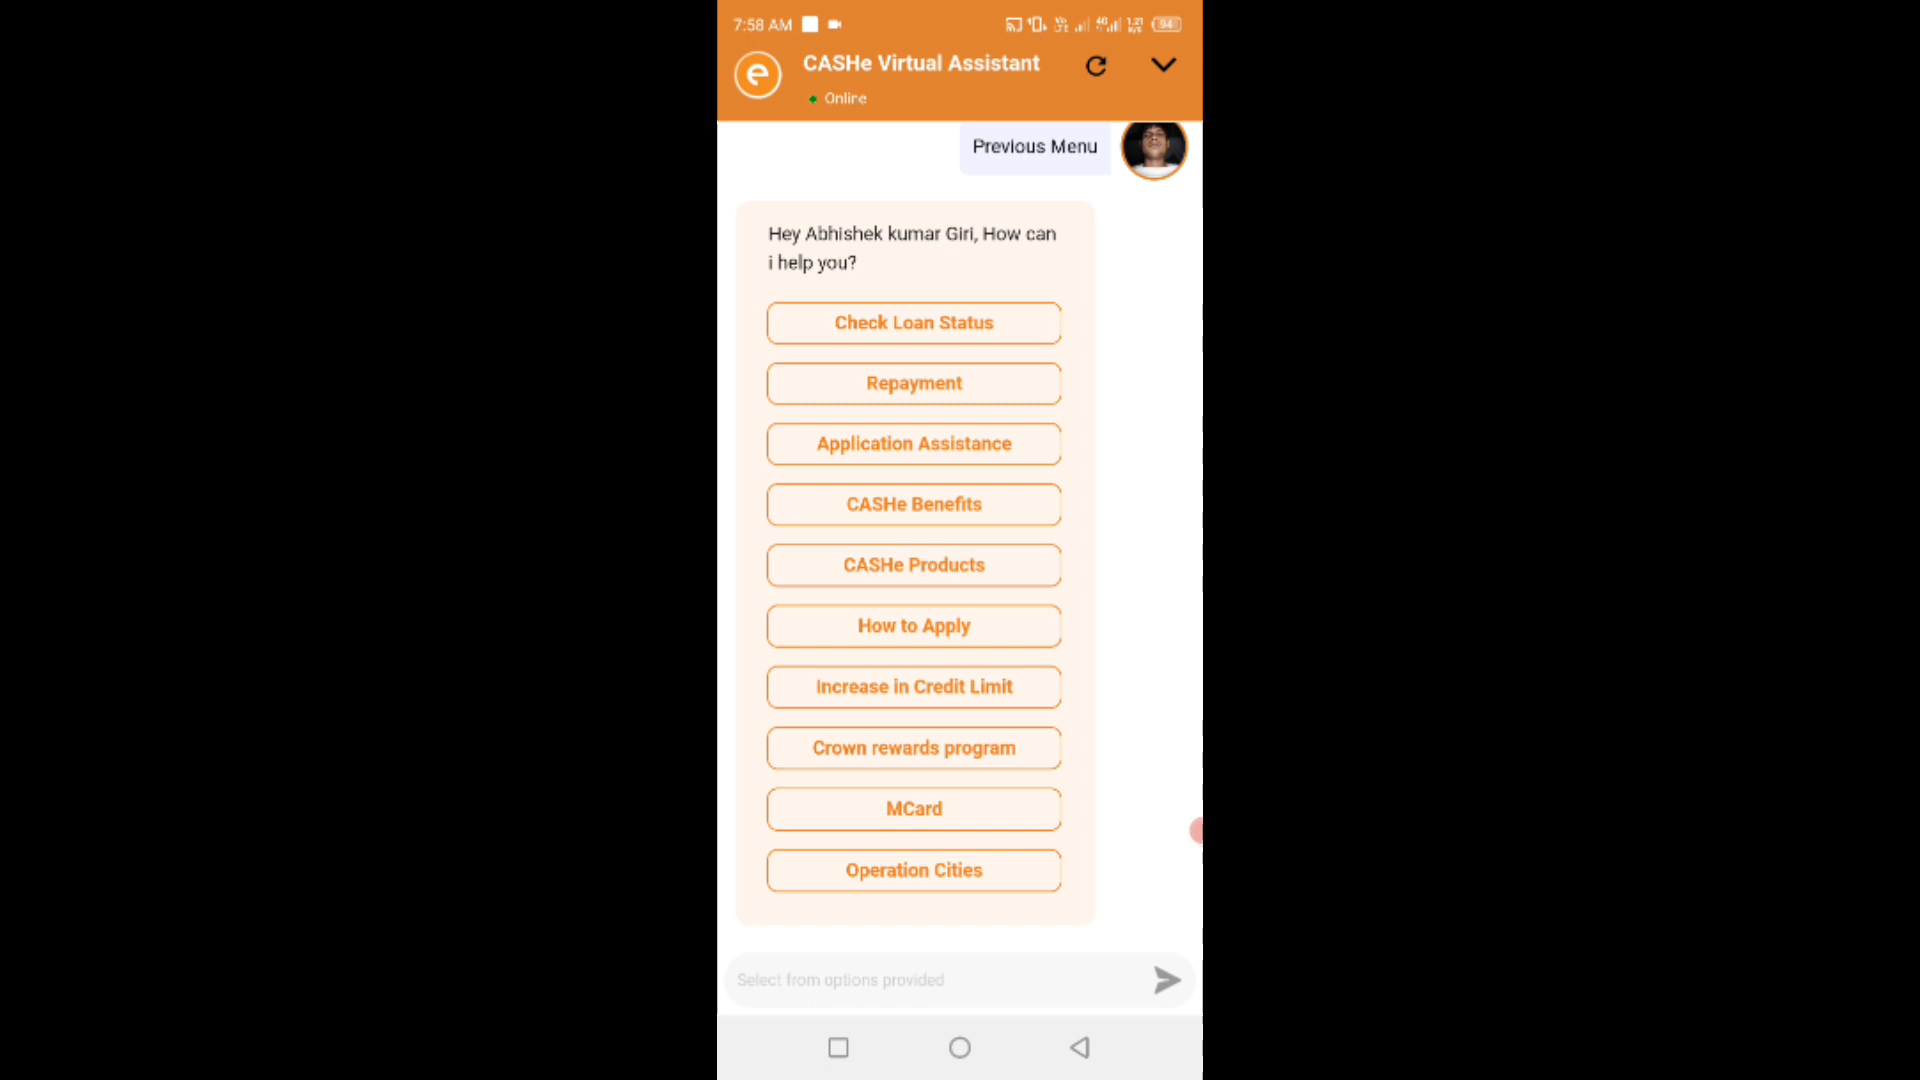 7:58 AM
94
CASHe Virtual Assistant
Online
Previous Menu
Hey Abhishek kumar Giri, How can
i help you?
Check Loan Status
Repayment
Application Assistance
CASHe Benefits
CASHe Products
How to Apply
Increase in Credit Limit
Crown rewards program
MCard
Operation Cities
Select from options provided